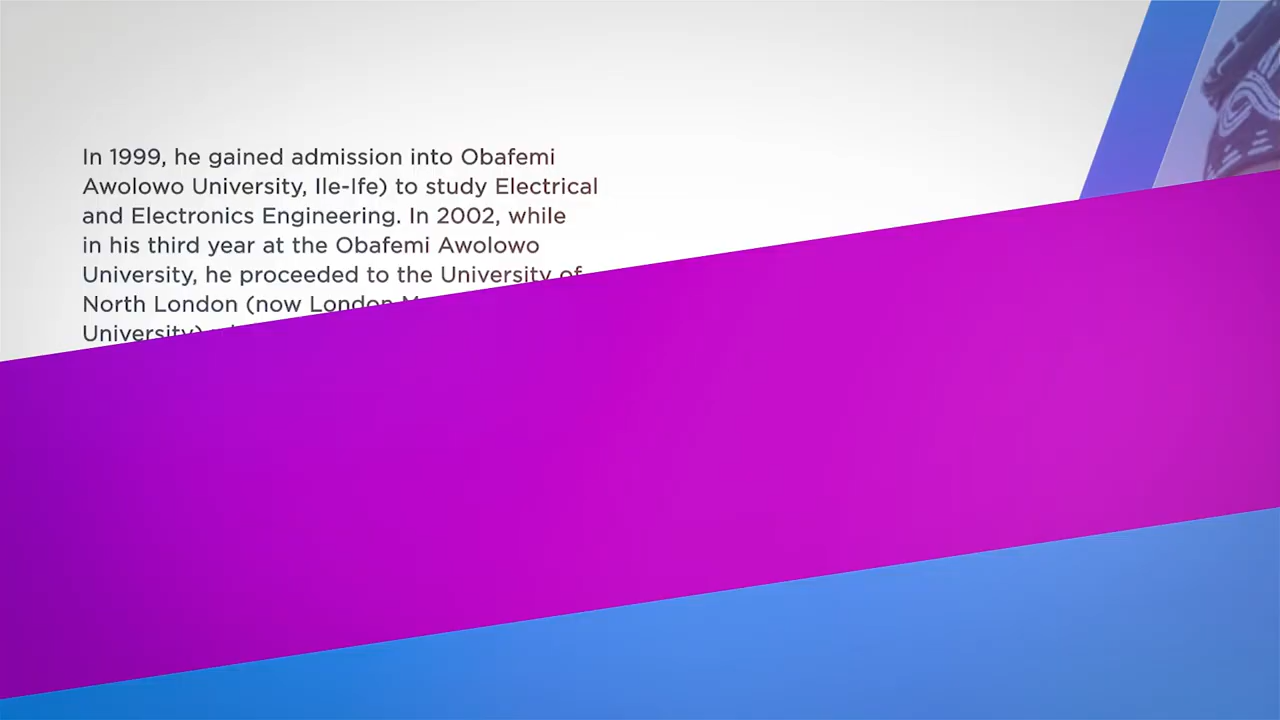 In 1999, he gained admission into Obafemi
Awolowo University, Ile-Ife) to study Electrical
and Electronics Engineering. In 2002, while
in his third year at the Obafemi Awolowo
University, he proceeded to the University of
North London (now London
University)